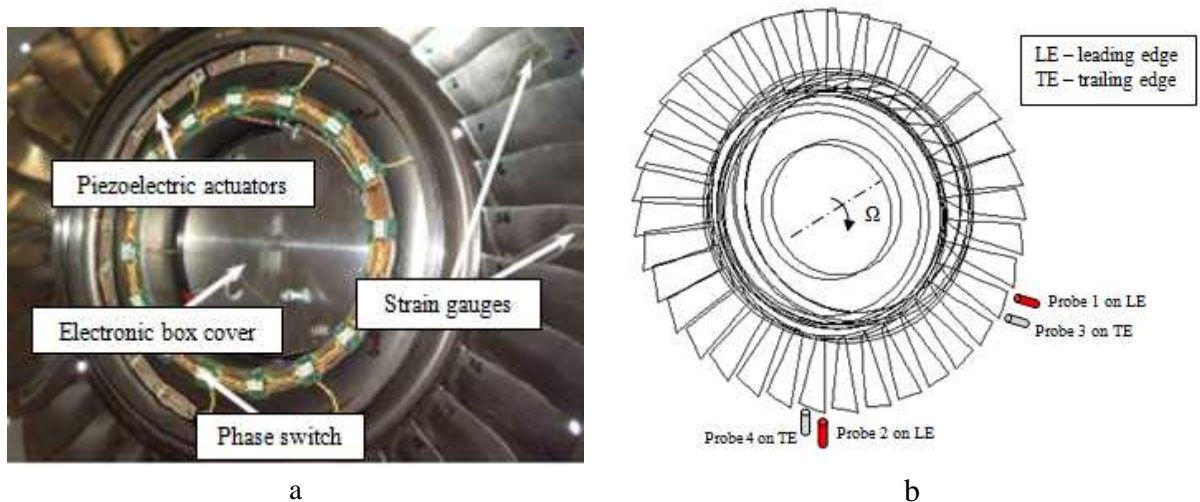 Piezoelectric actuators
Electronic box cover
Strain gauges
Phase switch
a
LE – leading edge
TE – trailing edge
Ω
Probe 1 on LE
Probe 3 on TE
Probe 4 on TE
Probe 2 on LE
b